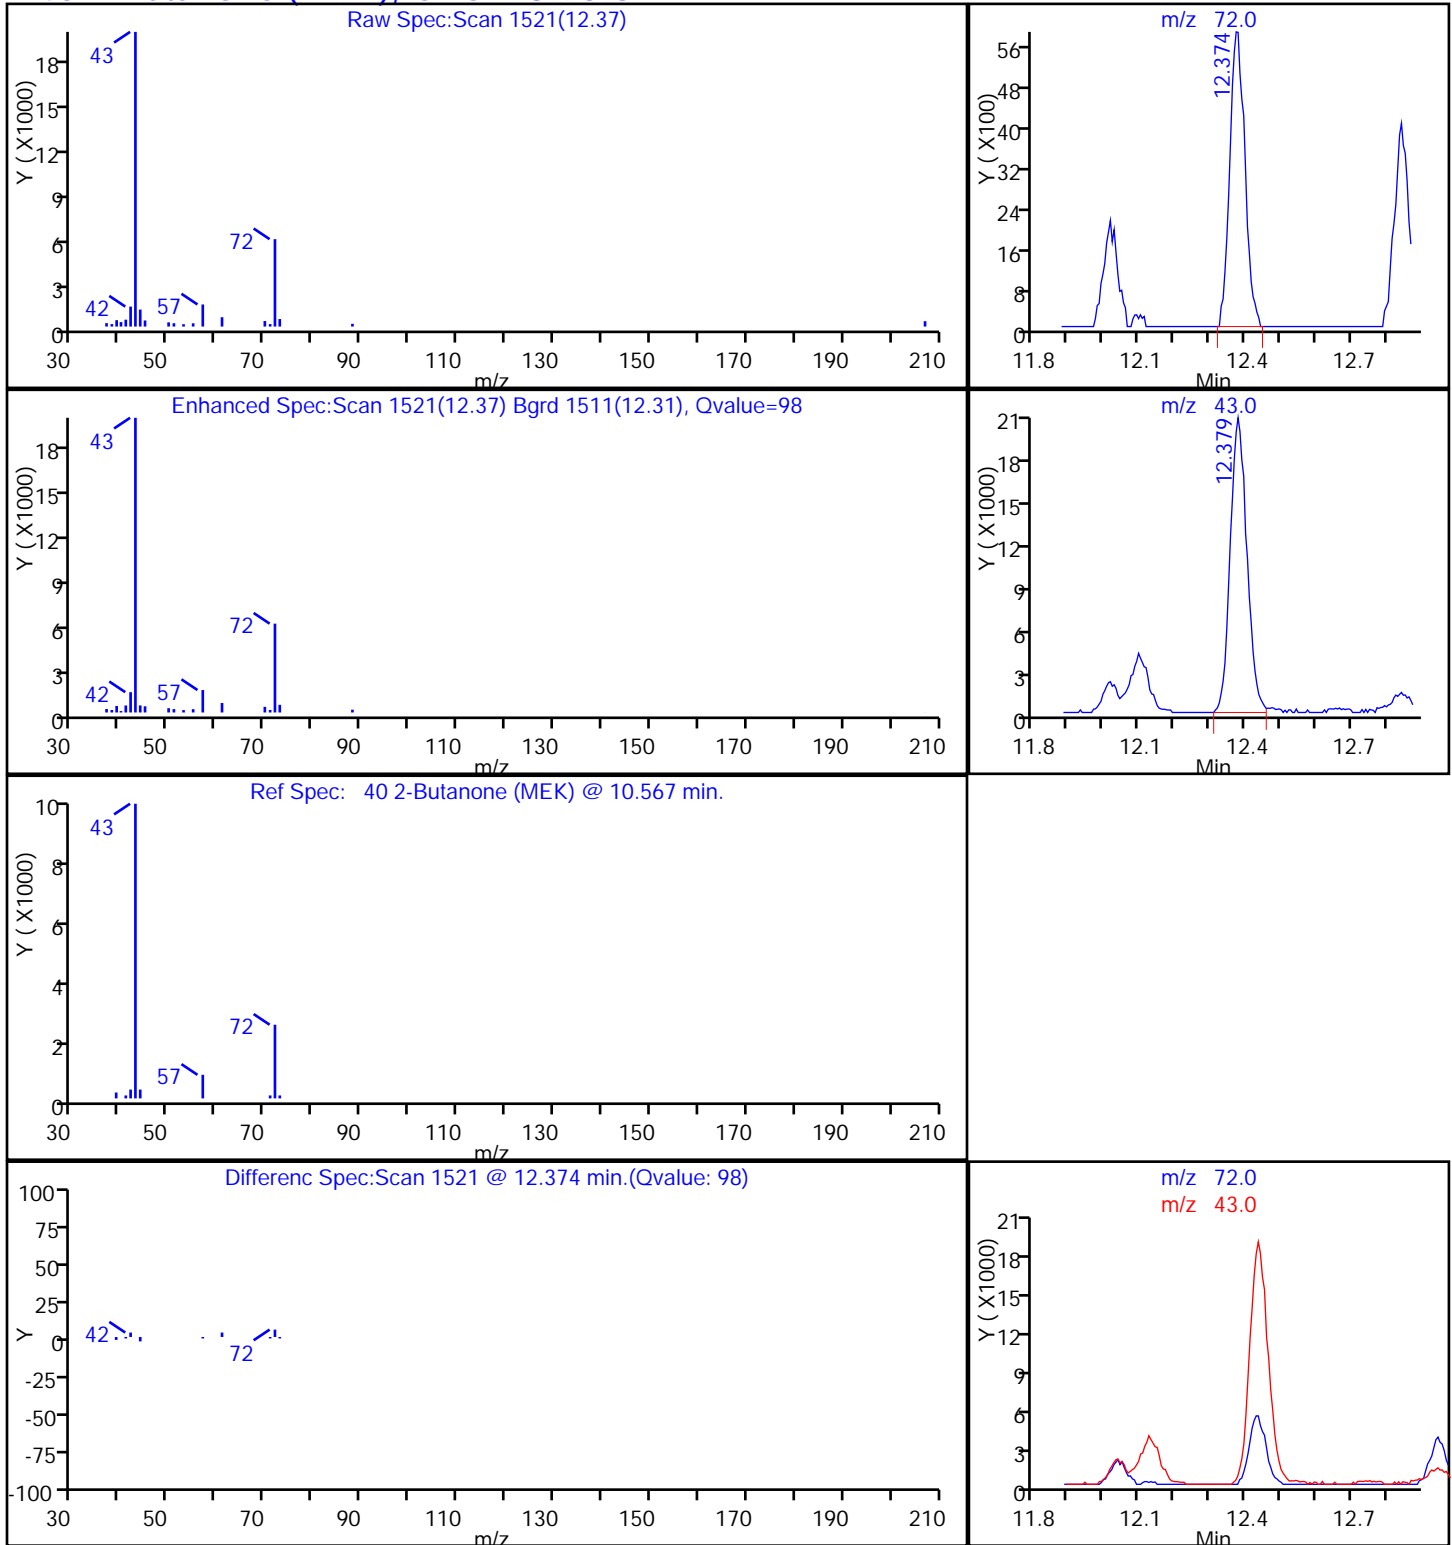 Raw Spec:Scan 1521(12.37)
Y ( X1000)
18
15
12
9
6
3
0
43
72
42
57
30 50 70 90 110 130 150 170 190 210
m/z
m/z 72.0
Y ( X100)
56
48
40
32
24
16
8
0
12.374
11.8 12.1 12.4 12.7
Min
Enhanced Spec:Scan 1521(12.37) Bgrd 1511(12.31), Qvalue=98
Y ( X1000)
18
15
12
9
6
3
0
43
72
42
57
30 50 70 90 110 130 150 170 190 210
m/z
m/z 43.0
Y ( X1000)
21
18
15
12
9
6
3
0
12.379
11.8 12.1 12.4 12.7
Min
Ref Spec: 40 2-Butanone (MEK) @ 10.567 min.
Y ( X1000)
10
8
6
4
2
0
43
72
57
30 50 70 90 110 130 150 170 190 210
m/z
Differenc Spec:Scan 1521 @ 12.374 min.(Qvalue: 98)
Y
100
75
50
25
0
-25
-50
-75
-100
42
72
30 50 70 90 110 130 150 170 190 210
m/z
m/z 72.0
m/z 43.0
Y ( X1000)
21
18
15
12
9
6
3
0
11.8 12.1 12.4 12.7
Min